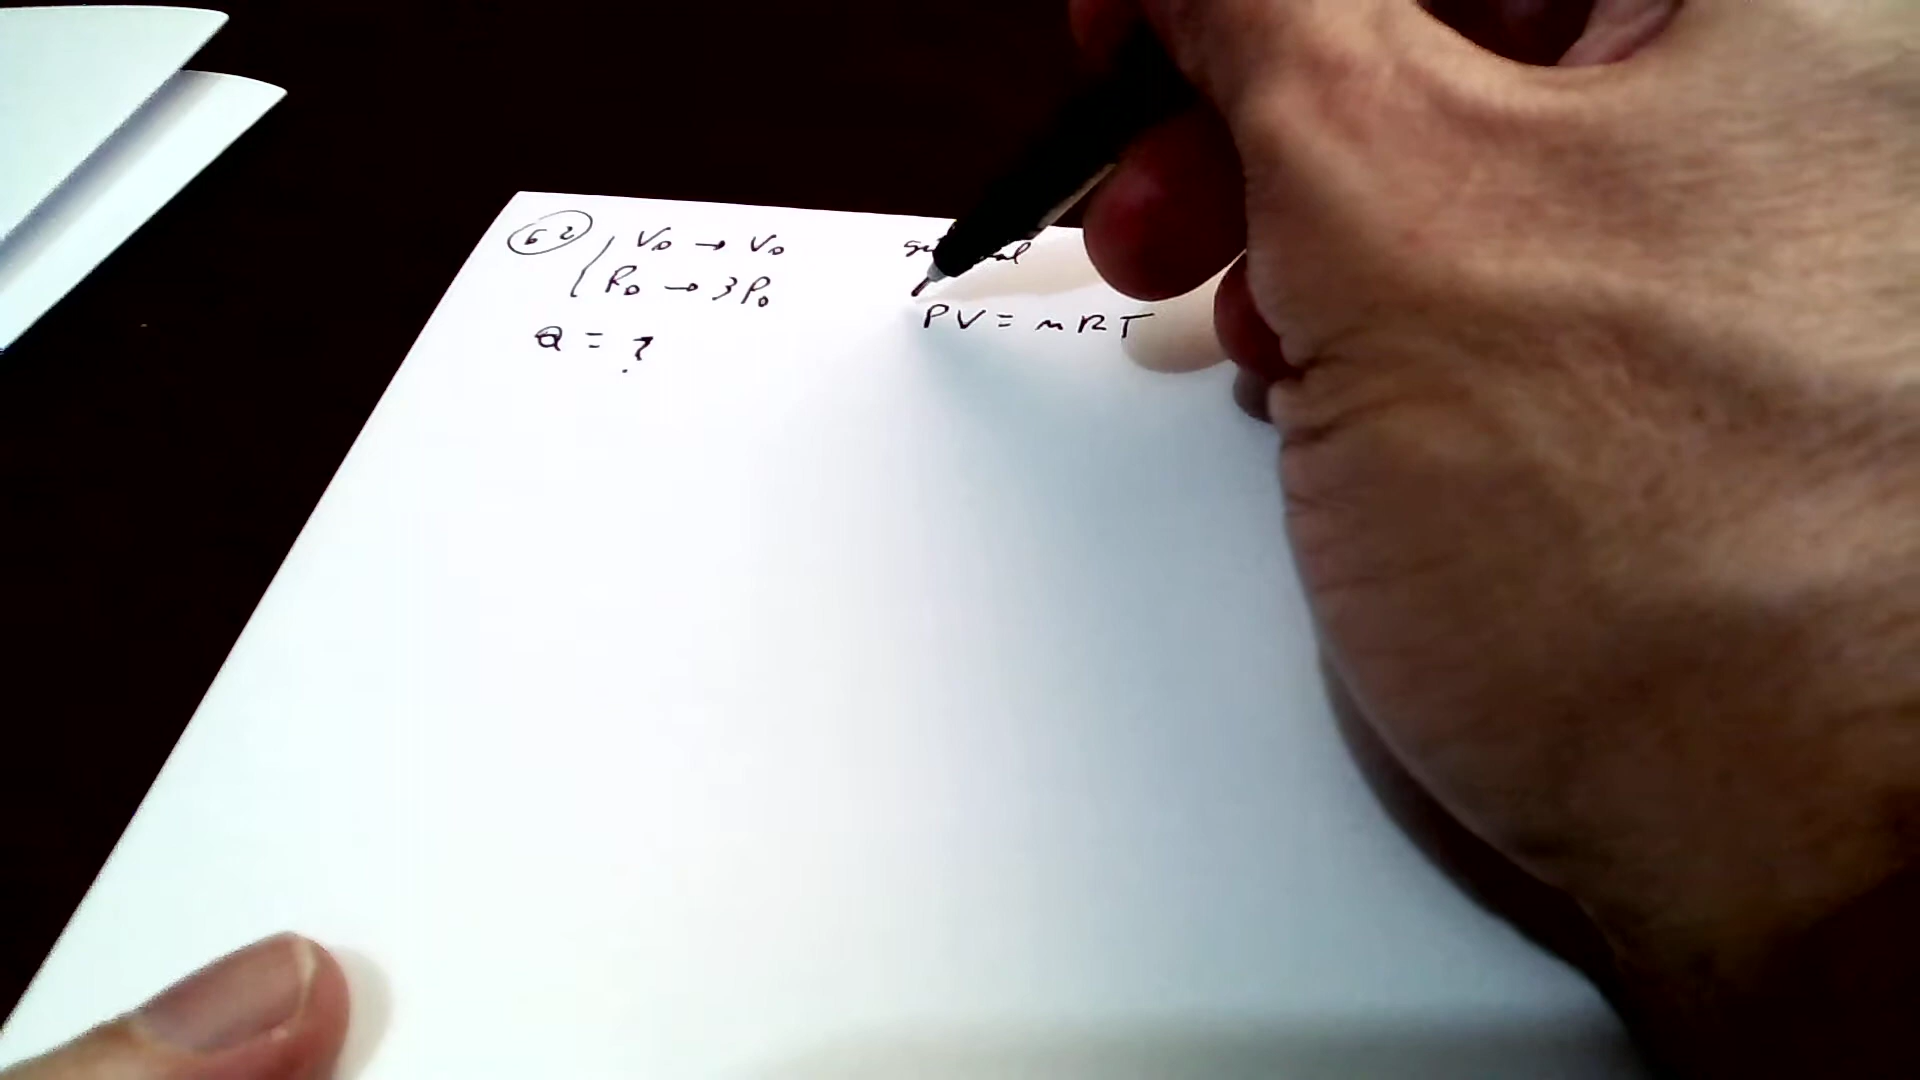 62 V₀ → V₀
P₀ → 3P₀
Q = ?
PV = nRT